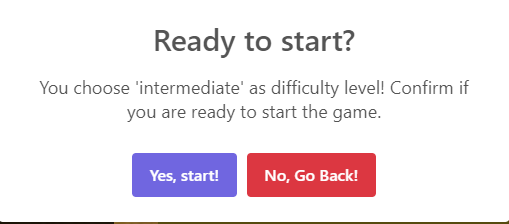 Ready to start?
You choose 'intermediate' as difficulty level! Confirm if
you are ready to start the game.
Yes, start!
No, Go Back!